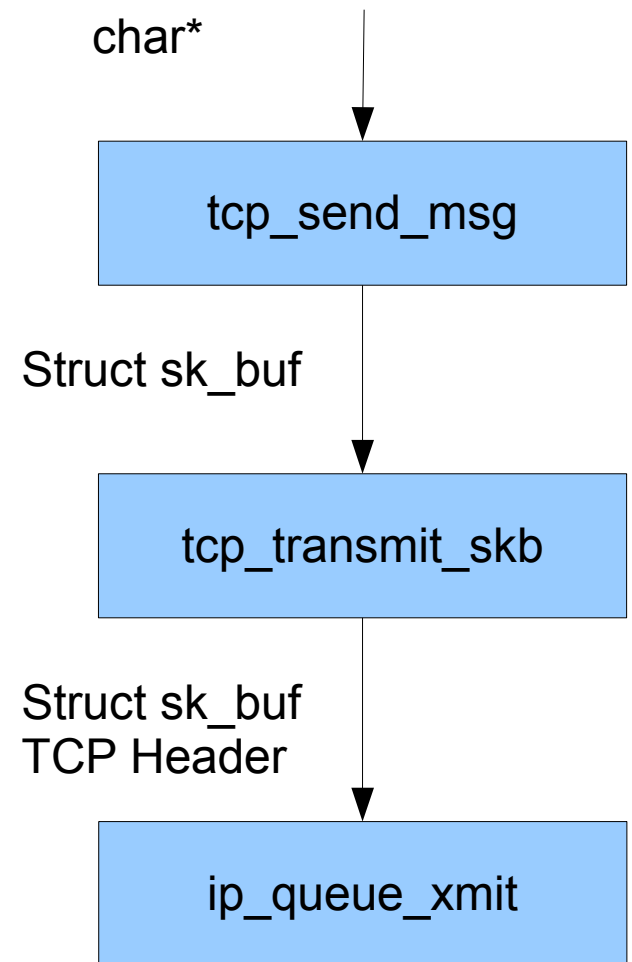 char*
tcp_send_msg
Struct sk_buf
tcp_transmit_skb
Struct sk_buf
TCP Header
ip_queue_xmit